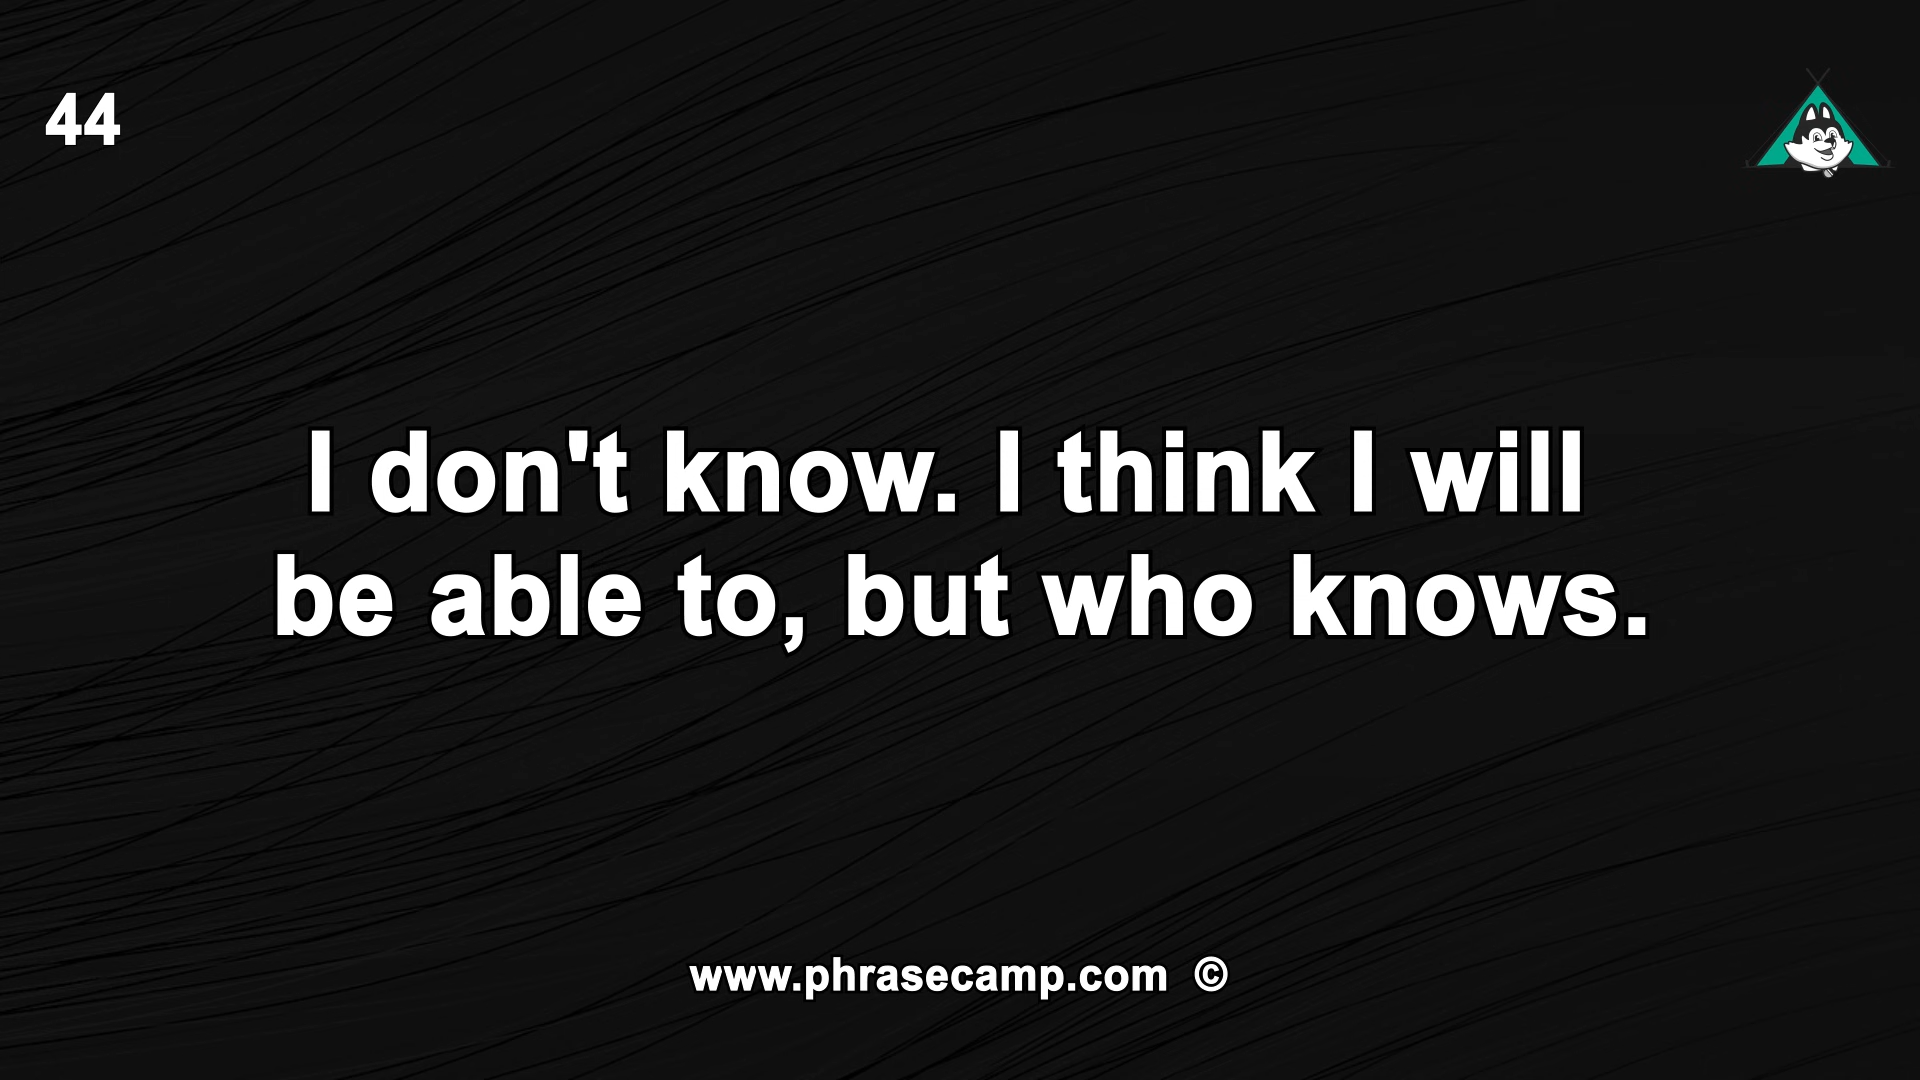 44
I don't know. I think I will
be able to, but who knows.
www.phrasecamp.com ©